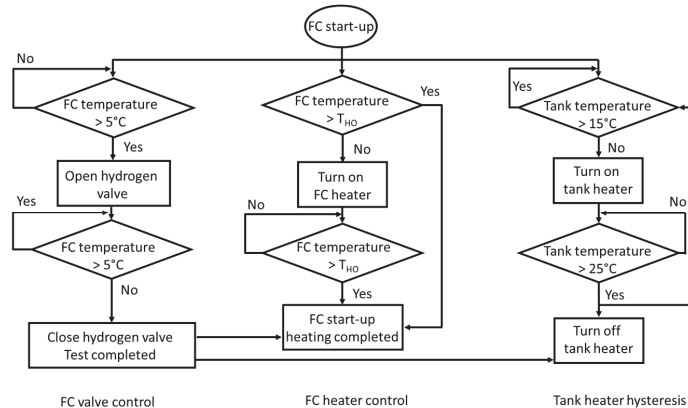 FC start-up
No
FC temperature
> 5°C
Yes
Open hydrogen
valve
Yes
FC temperature
> 5°C
No
Close hydrogen valve
Test completed
FC valve control
FC temperature
> T_HO
Yes
No
Turn on
FC heater
No
FC temperature
> T_HO
Yes
FC start-up
heating completed
FC heater control
Yes
Tank temperature
> 15°C
No
Turn on
tank heater
No
Tank temperature
> 25°C
Yes
Turn off
tank heater
Tank heater hysteresis